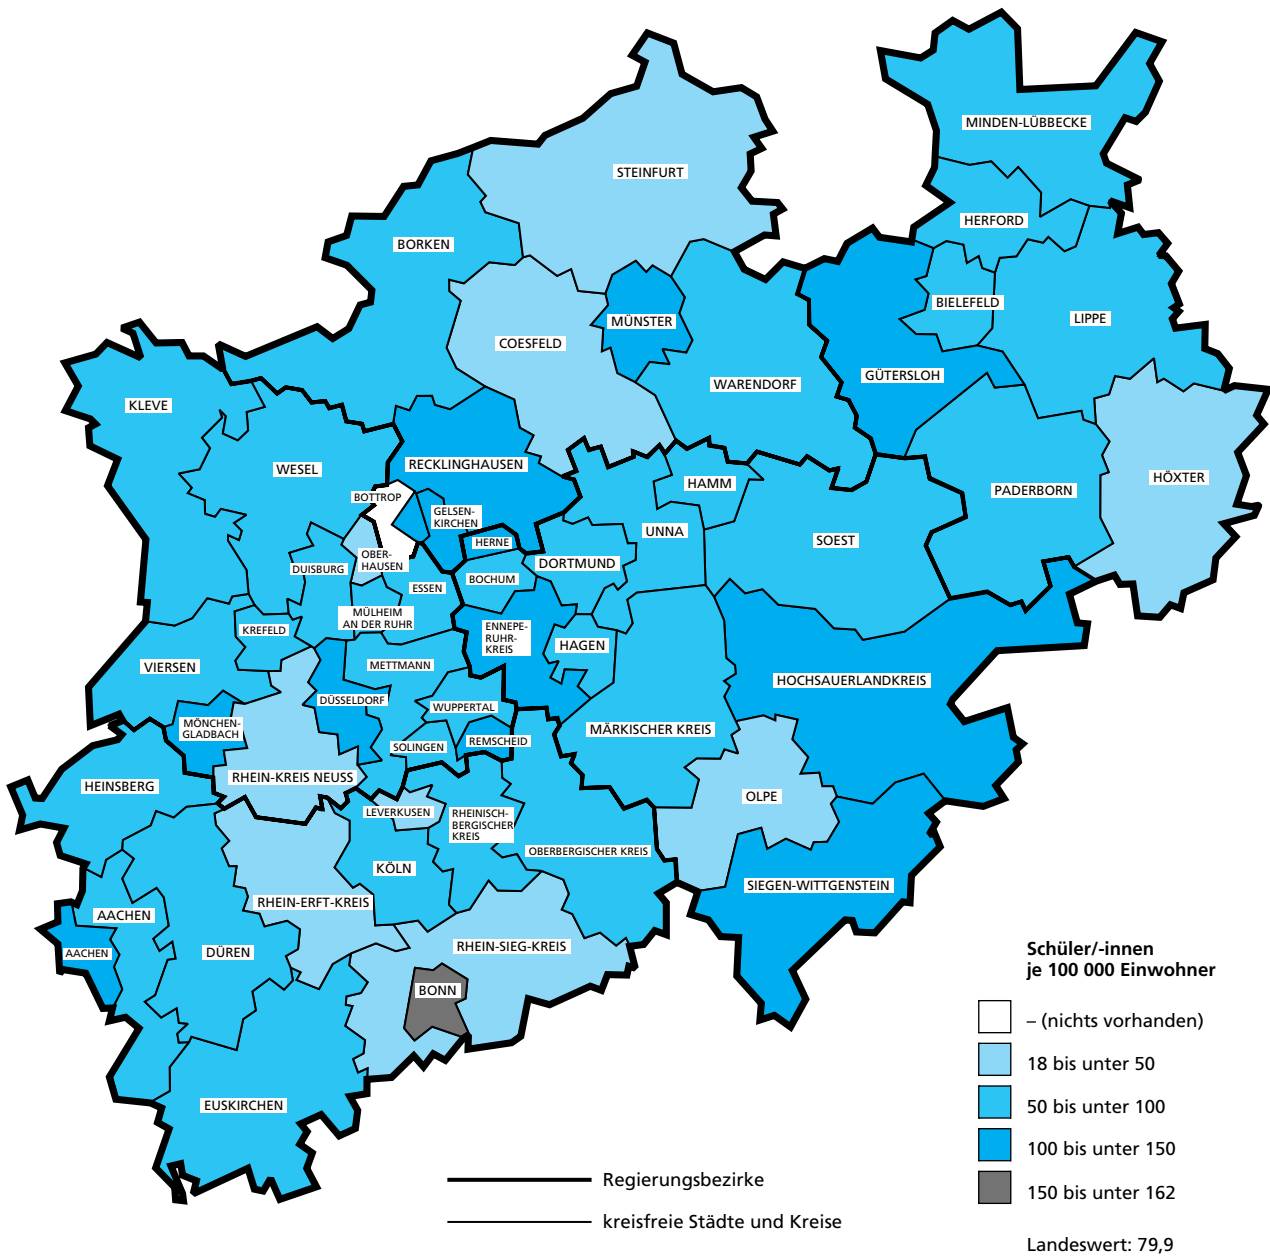 MINDEN-LÜBBECKE
STEINFURT
HERFORD
BORKEN
BIELEFELD
LIPPE
MÜNSTER
COESFELD
GÜTERSLOH
WARENDORF
KLEVE
RECKLINGHAUSEN
WESEL
HÖXTER
HAMM
PADERBORN
BOTTROP
GELSEN-
KIRCHEN
UNNA
SOEST
HERNE
OBER-
HAUSEN
DORTMUND
DUISBURG
BOCHUM
ESSEN
MÜLHEIM
AN DER RUHR
KREFELD
ENNEPE-
RUHR-
KREIS
HAGEN
VIERSEN
METTMANN
HOCHSAUERLANDKREIS
DÜSSELDORF
WUPPERTAL
MÖNCHEN-
GLADBACH
MÄRKISCHER KREIS
REMSCHEID
SOLINGEN
RHEIN-KREIS NEUSS
HEINSBERG
OLPE
LEVERKUSEN
RHEINISCH-
BERGISCHER
KREIS
OBERBERGISCHER KREIS
KÖLN
SIEGEN-WITTGENSTEIN
RHEIN-ERFT-KREIS
AACHEN
RHEIN-SIEG-KREIS
AACHEN
DÜREN
BONN
EUSKIRCHEN
Schüler/-innen
je 100 000 Einwohner
– (nichts vorhanden)
18 bis unter 50
50 bis unter 100
100 bis unter 150
150 bis unter 162
Landeswert: 79,9
Regierungsbezirke
kreisfreie Städte und Kreise